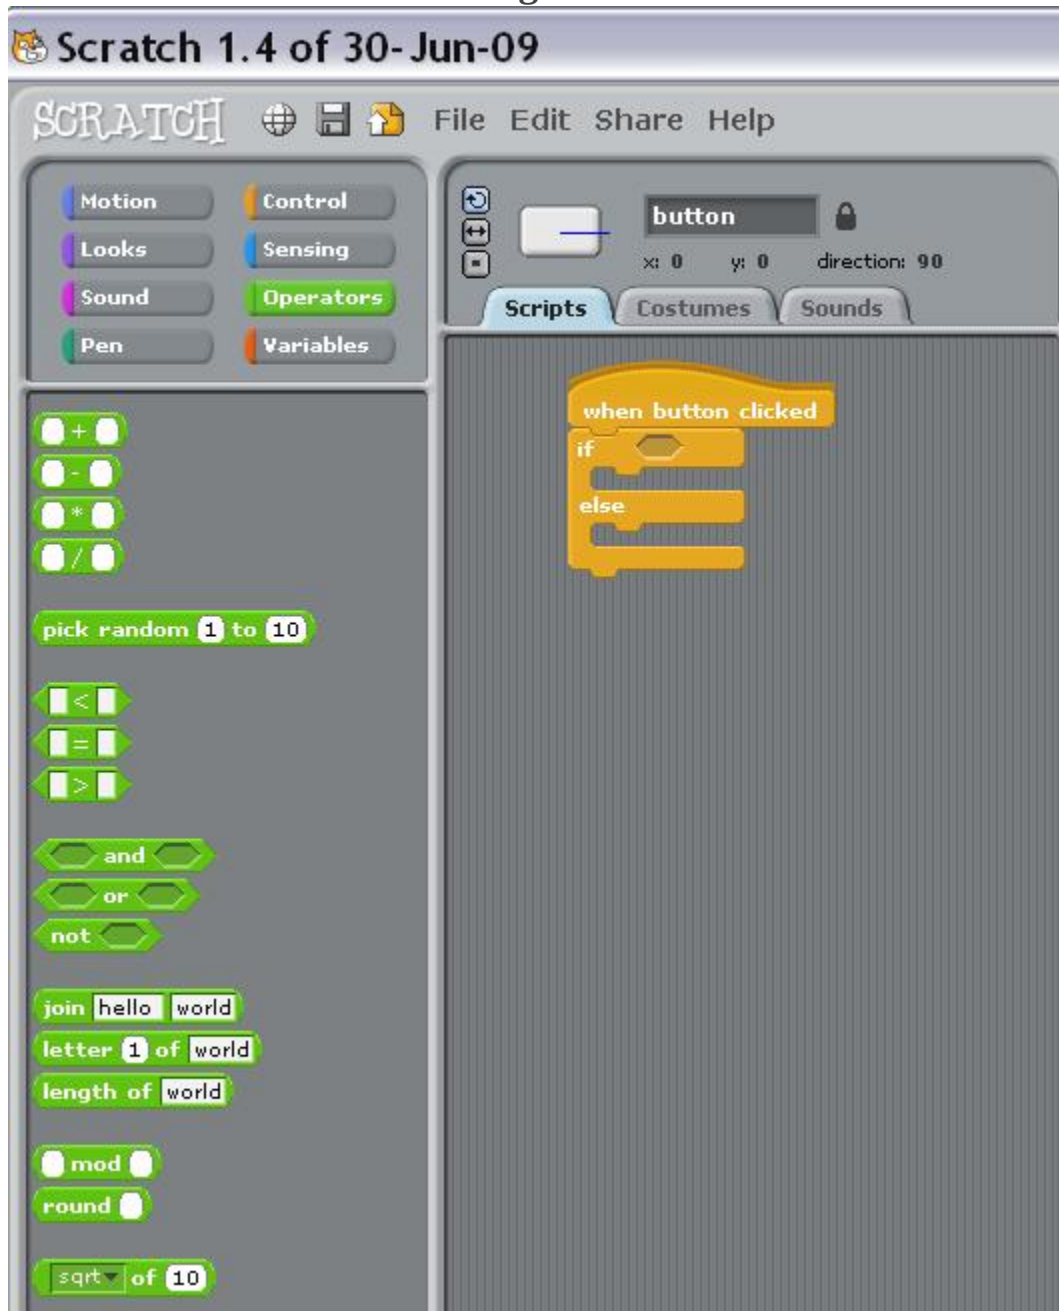 Scratch 1.4 of 30-Jun-09
SCRATCH File Edit Share Help
Motion Control
Looks Sensing
Sound Operators
Pen Variables
button
x: 0 y: 0 direction: 90
Scripts Costumes Sounds
+
-
*
/
pick random 1 to 10
<
=
>
and
or
not
join hello world
letter 1 of world
length of world
mod
round
sqrt of 10
when button clicked
if
else